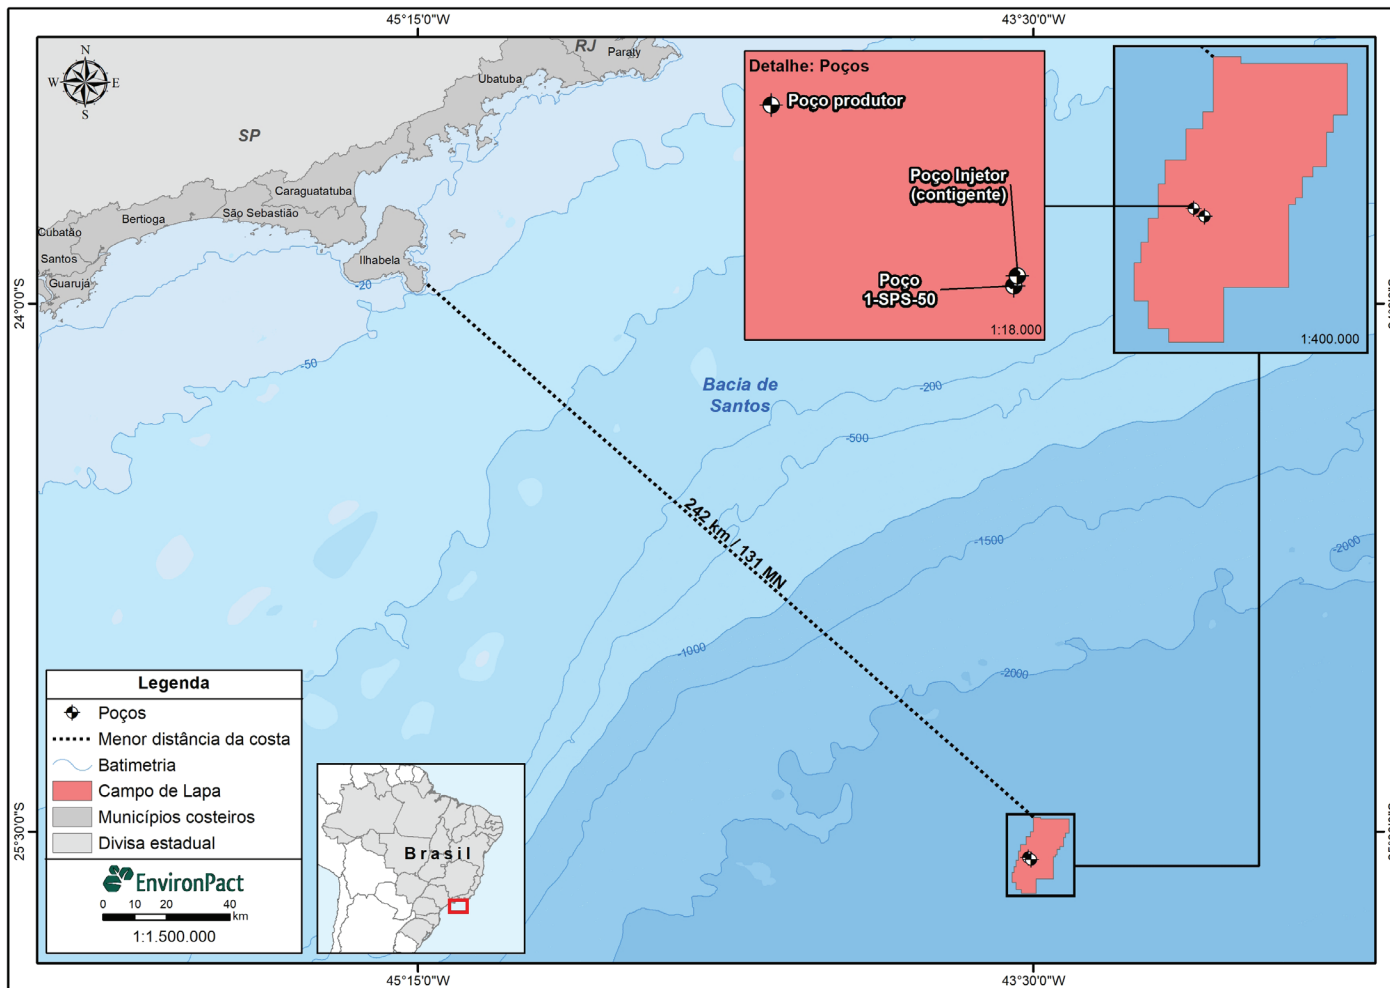 45°15'0"W
43°30'0"W
N
W
E
S
RJ
Paraty
Ubatuba
SP
Caraguatatuba
São Sebastião
Bertioga
Cubatão
Santos
Guarujá
Ilhabela
-20
-50
24°0'0"S
Detalhe: Poços
Poço produtor
Poço Injetor
(contigente)
Poço
1-SPS-50
1:18.000
1:400.000
Bacia de
Santos
-200
-500
242 km / 131 MN
-1500
-2000
-1000
-2000
25°30'0"S
Legenda
Poços
Menor distância da costa
Batimetria
Campo de Lapa
Municípios costeiros
Divisa estadual
EnvironPact
0 10 20 40
km
1:1.500.000
Brasil
45°15'0"W
43°30'0"W